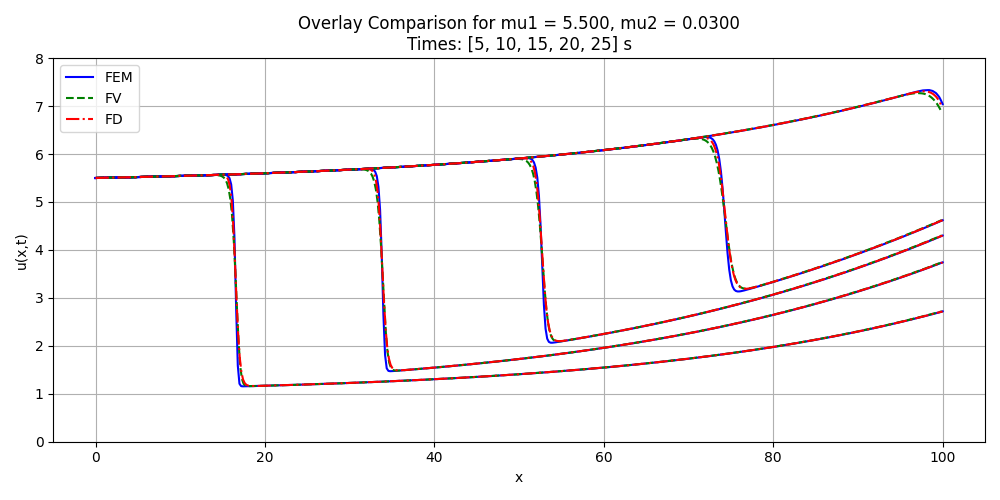 Overlay Comparison for mu1 = 5.500, mu2 = 0.0300
Times: [5, 10, 15, 20, 25] s
FEM
FV
FD
u(x,t)
8
7
6
5
4
3
2
1
0
0 20 40 60 80 100
x